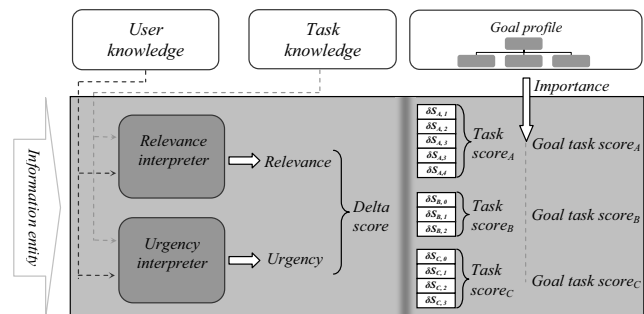 User
knowledge
Task
knowledge
Goal profile
Importance
Information entity
Relevance
interpreter
Relevance
Urgency
interpreter
Urgency
Delta
score
δS_A,1
δS_A,2
δS_A,3
δS_A,3
δS_A,4
Task
score_A
Goal task score_A
δS_B,0
δS_B,1
δS_B,2
Task
score_B
Goal task score_B
δS_C,0
δS_C,1
δS_C,2
δS_C,3
Task
score_C
Goal task score_C